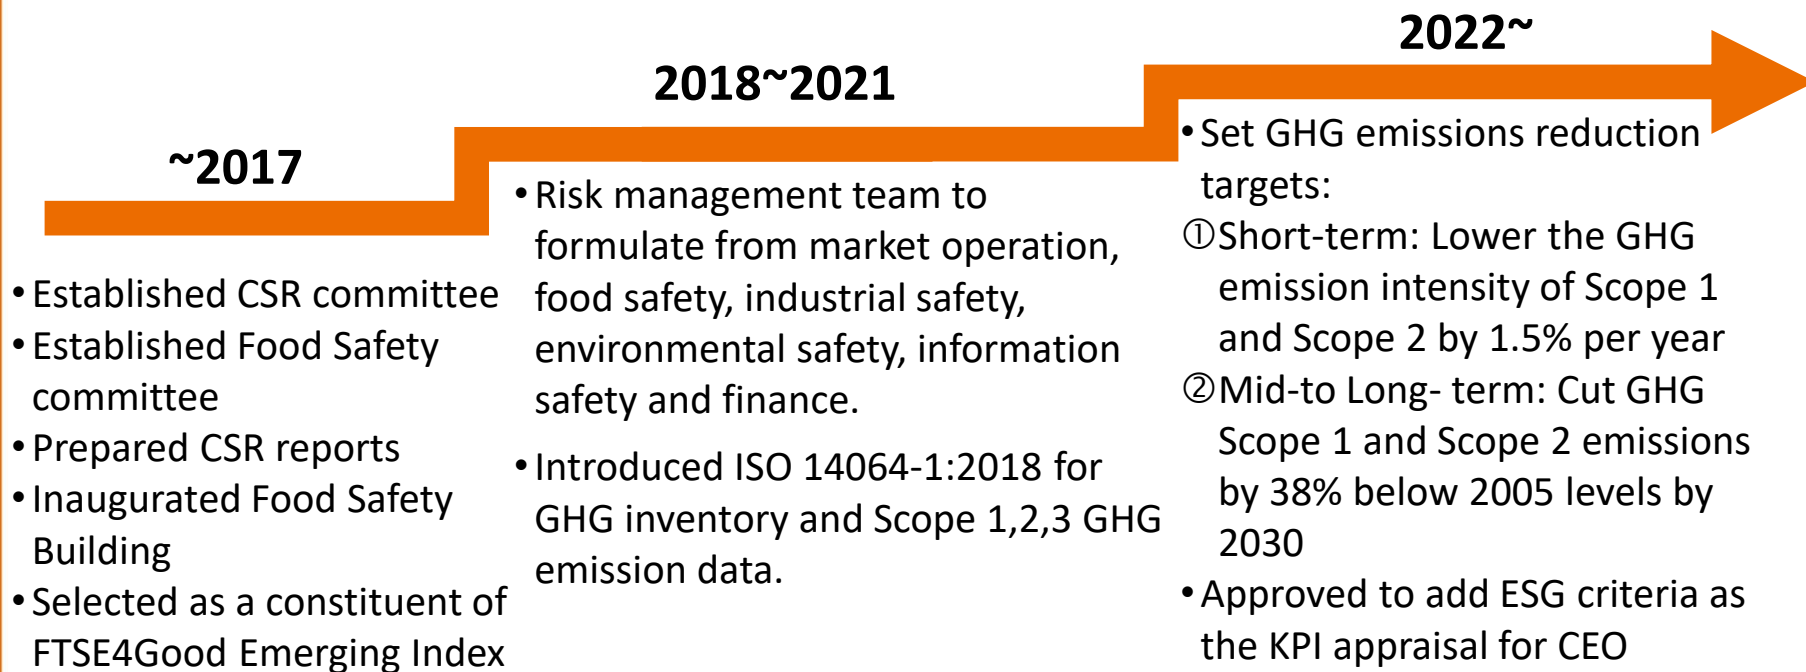 ~2017
• Established CSR committee
• Established Food Safety
committee
• Prepared CSR reports
• Inaugurated Food Safety
Building
• Selected as a constituent of
FTSE4Good Emerging Index
2018~2021
• Risk management team to
formulate from market operation,
food safety, industrial safety,
environmental safety, information
safety and finance.
• Introduced ISO 14064-1:2018 for
GHG inventory and Scope 1,2,3 GHG
emission data.
2022~
• Set GHG emissions reduction
targets:
①Short-term: Lower the GHG
emission intensity of Scope 1
and Scope 2 by 1.5% per year
②Mid-to Long- term: Cut GHG
Scope 1 and Scope 2 emissions
by 38% below 2005 levels by
2030
• Approved to add ESG criteria as
the KPI appraisal for CEO